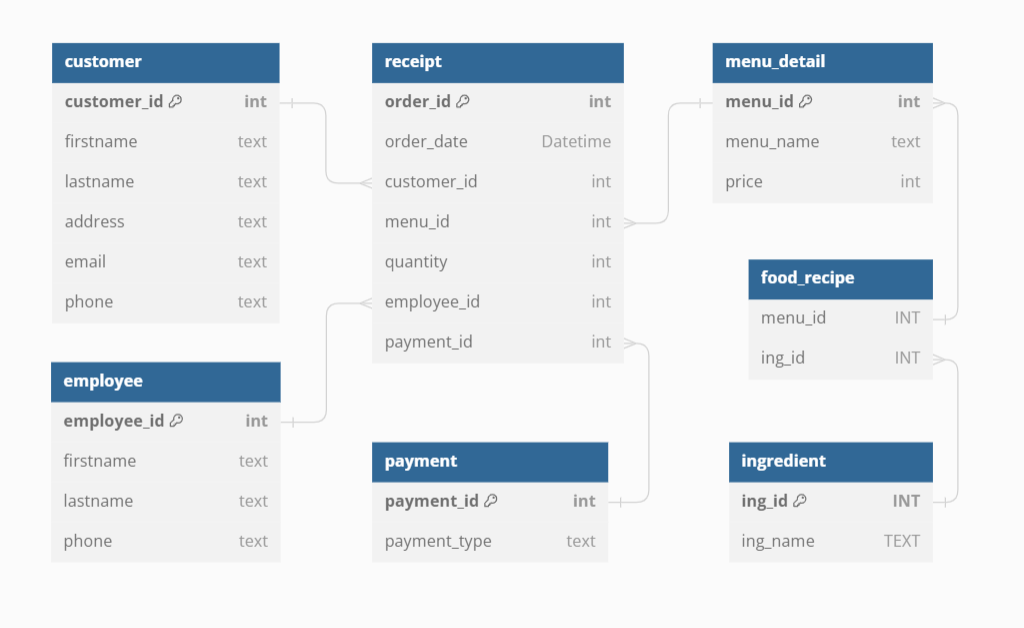 customer
customer_id int
firstname text
lastname text
address text
email text
phone text
employee
employee_id int
firstname text
lastname text
phone text
receipt
order_id int
order_date Datetime
customer_id int
menu_id int
quantity int
employee_id int
payment_id int
payment
payment_id int
payment_type text
menu_detail
menu_id int
menu_name text
price int
food_recipe
menu_id INT
ing_id INT
ingredient
ing_id INT
ing_name TEXT